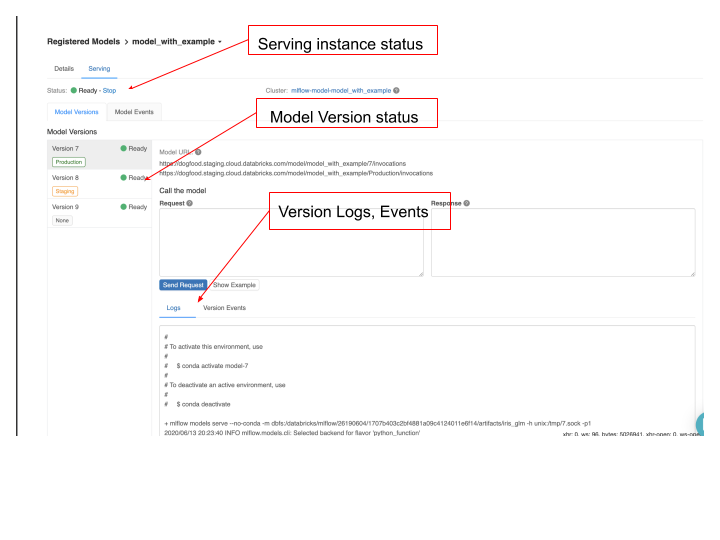 Registered Models > model_with_example
Serving instance status
Details Serving
Status: Ready - Stop
Cluster: mlflow-model-model_with_example
Model Versions Model Events
Model Version status
Model Versions
Version 7 Ready
Production
Version 8 Ready
Staging
Version 9 Ready
None
Model URL:
https://dogfood.staging.cloud.databricks.com/model/model_with_example/7/invocations
https://dogfood.staging.cloud.databricks.com/model/model_with_example/Production/invocations
Call the model
Request
Response
Version Logs, Events
Send Request Show Example
Logs Version Events
#
# To activate this environment, use
#
# $ conda activate model-7
#
# To deactivate an active environment, use
#
# $ conda deactivate
+ mlflow models serve --no-conda -m dbfs:/databricks/mlflow/26190604/1707b403c2bf4881a09c4124011e6f14/artifacts/iris_glm -h unix:/tmp/7.sock -p1
2020/06/13 20:23:40 INFO mlflow.models.cli: Selected backend for flavor 'python_function'
xhr: 0, ws: 96, bytes: 5026941, xhr-open: 0, ws-ope